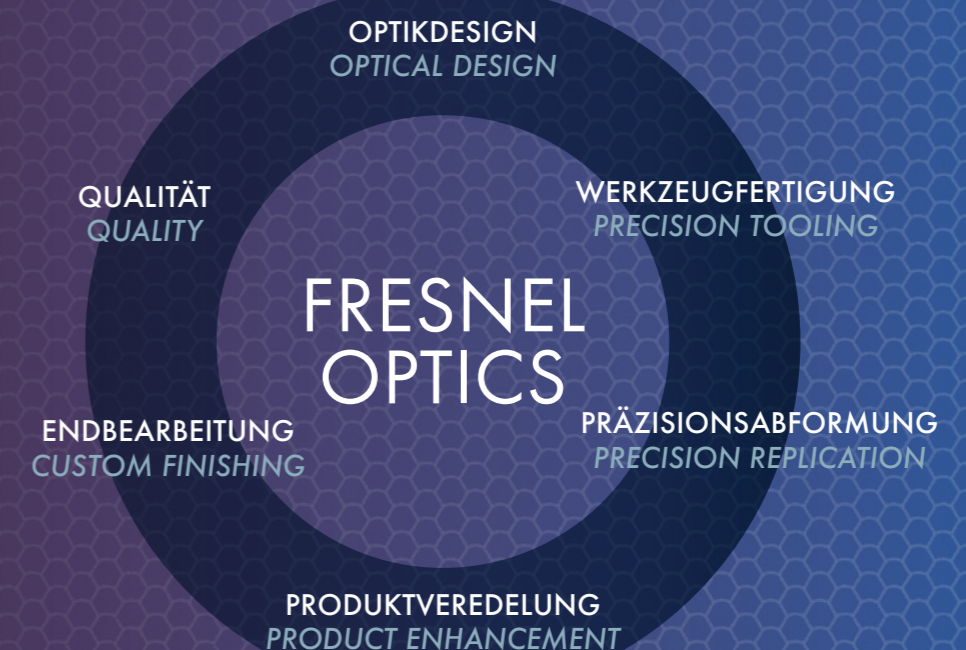 OPTIKDESIGN
OPTICAL DESIGN
QUALITÄT
QUALITY
WERKZEUGFERTIGUNG
PRECISION TOOLING
FRESNEL
OPTICS
ENDBEARBEITUNG
CUSTOM FINISHING
PRÄZISIONSABFORMUNG
PRECISION REPLICATION
PRODUKTVEREDELUNG
PRODUCT ENHANCEMENT